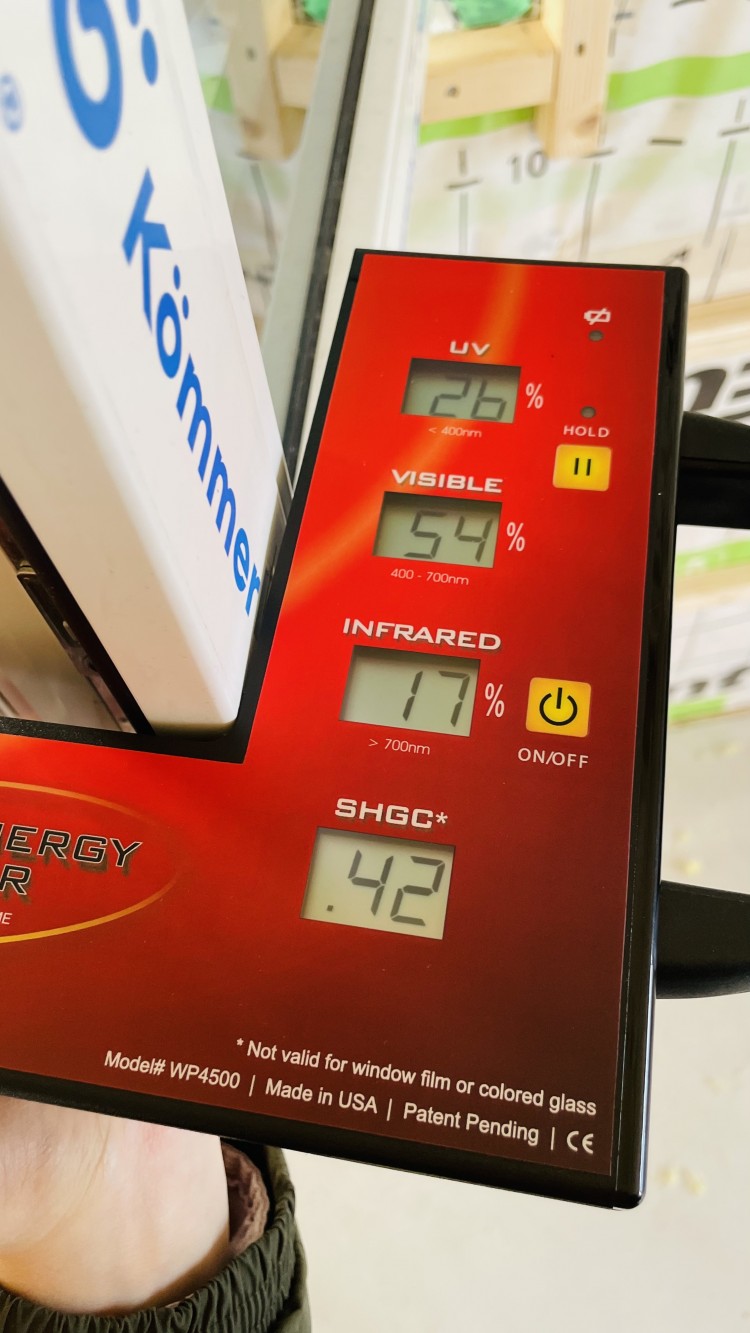 ®
Kömmer
10
UV
26 %
< 400nm
HOLD
VISIBLE
54 %
400 - 700nm
INFRARED
17 %
> 700nm
ON/OFF
SHGC*
.42
* Not valid for window film or colored glass
Model# WP4500 | Made in USA | Patent Pending | CE